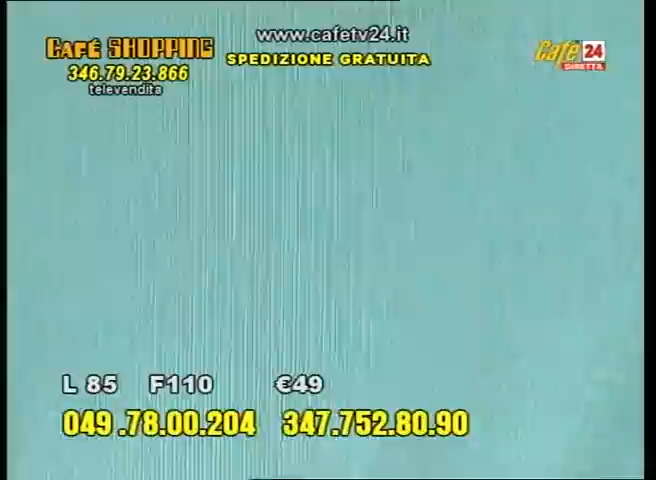 www.cafetv24.it
Café SHOPPING
SPEDIZIONE GRATUITA
Café 24
DIRETTA
346.79.23.866
televendita
L 85 F110 €49
049.78.00.204 347.752.80.90